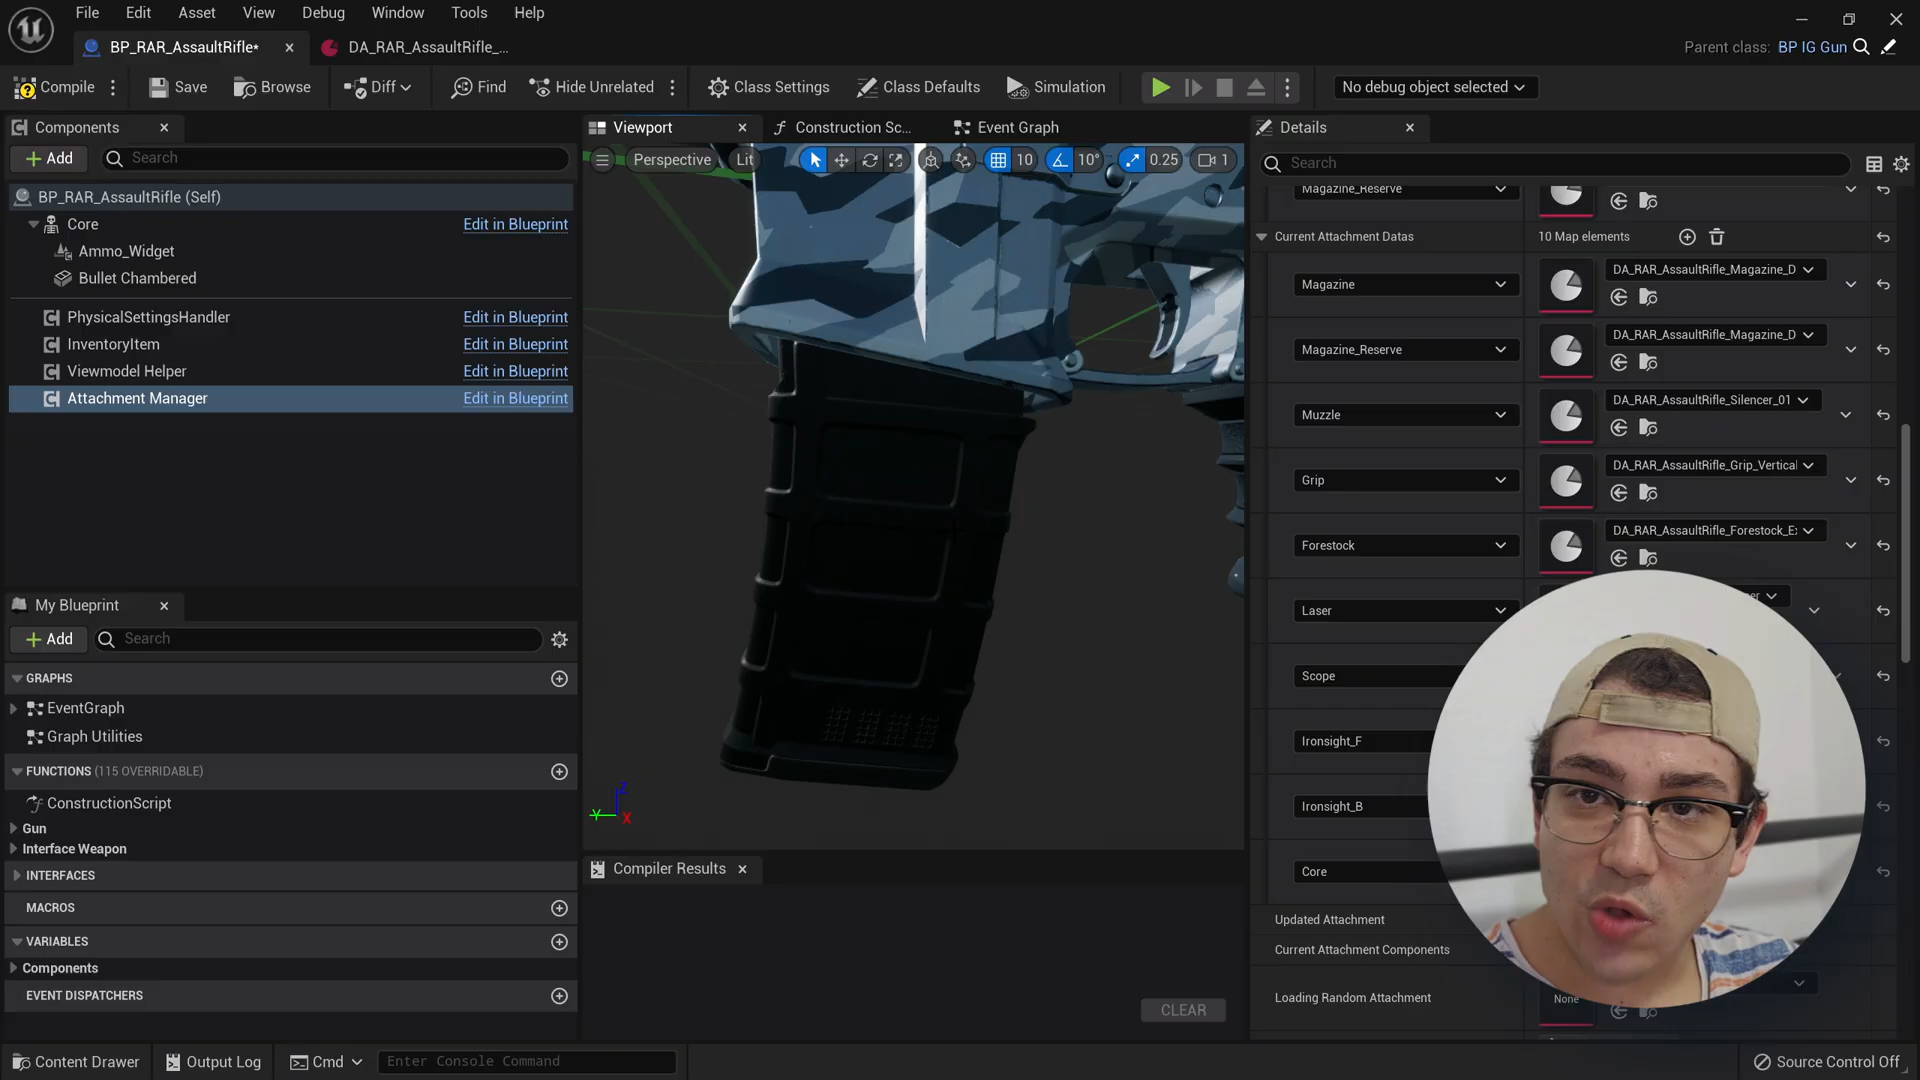 File Edit Asset View Debug Window Tools Help
BP_RAR_AssaultRifle* DA_RAR_AssaultRifle_...
Parent class: BP IG Gun
Compile Save Browse Diff Find Hide Unrelated Class Settings Class Defaults Simulation No debug object selected
Components
Add Search
BP_RAR_AssaultRifle (Self)
Core Edit in Blueprint
Ammo_Widget
Bullet Chambered
PhysicalSettingsHandler Edit in Blueprint
InventoryItem Edit in Blueprint
Viewmodel Helper Edit in Blueprint
Attachment Manager Edit in Blueprint
My Blueprint
Add Search
GRAPHS
EventGraph
Graph Utilities
FUNCTIONS (115 OVERRIDABLE)
ConstructionScript
Gun
Interface Weapon
INTERFACES
MACROS
VARIABLES
Components
EVENT DISPATCHERS
Viewport Construction Sc... Event Graph
Perspective Lit 10 10° 0.25 1
Z
Y X
Compiler Results
CLEAR
Details
Search
Magazine_Reserve
Current Attachment Datas 10 Map elements
Magazine DA_RAR_AssaultRifle_Magazine_D
Magazine_Reserve DA_RAR_AssaultRifle_Magazine_D
Muzzle DA_RAR_AssaultRifle_Silencer_01
Grip DA_RAR_AssaultRifle_Grip_Vertical
Forestock DA_RAR_AssaultRifle_Forestock_E
Laser
Scope
Ironsight_F
Ironsight_B
Core
Updated Attachment
Current Attachment Components
Loading Random Attachment None
Content Drawer Output Log Cmd Enter Console Command Source Control Off